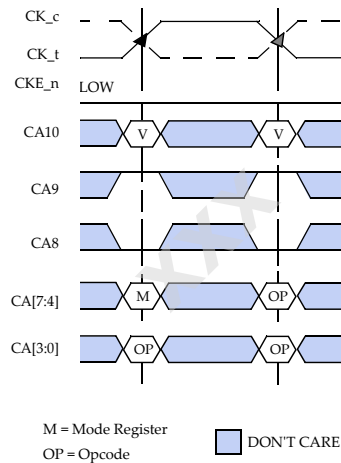 CK_c
CK_t
CKE_n LOW
CA10 V V
CA9
CA8
CA[7:4] M OP
CA[3:0] OP OP
XXX
M = Mode Register
OP = Opcode
DON'T CARE